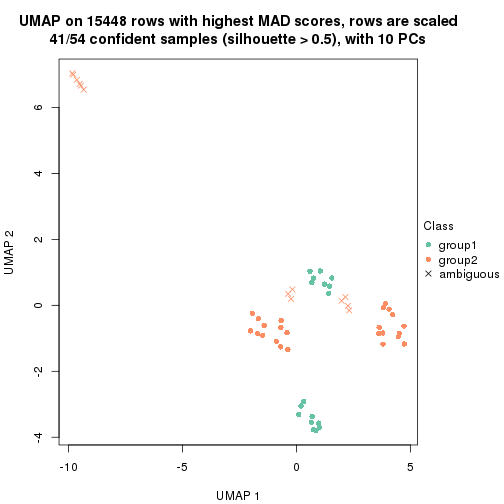 UMAP on 15448 rows with highest MAD scores, rows are scaled
41/54 confident samples (silhouette > 0.5), with 10 PCs
6
4
2
0
-2
-4
UMAP 2
-10
-5
0
5
UMAP 1
Class
group1
group2
ambiguous